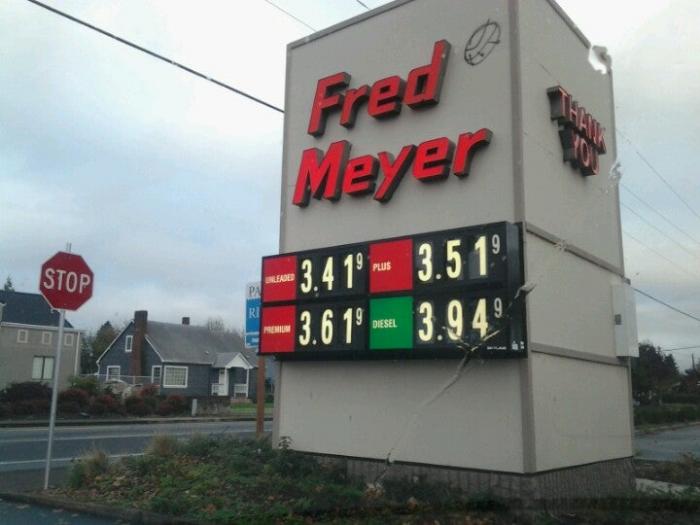 Fred
Meyer
THANK
YOU
UNLEADED 3.41 9 PLUS 3.51 9
PREMIUM 3.61 9 DIESEL 3.94 9
STOP